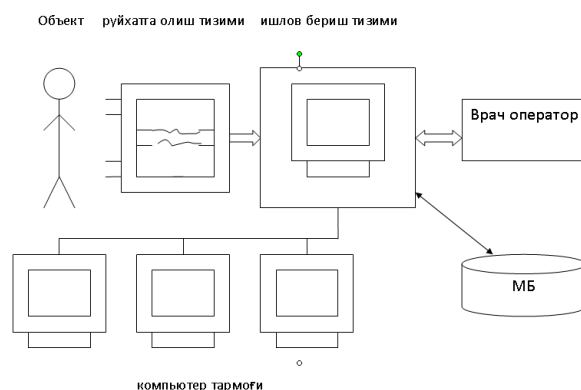 Объект руйхатга олиш тизими ишлов бериш тизими
Врач оператор
МБ
компьютер тармоғи